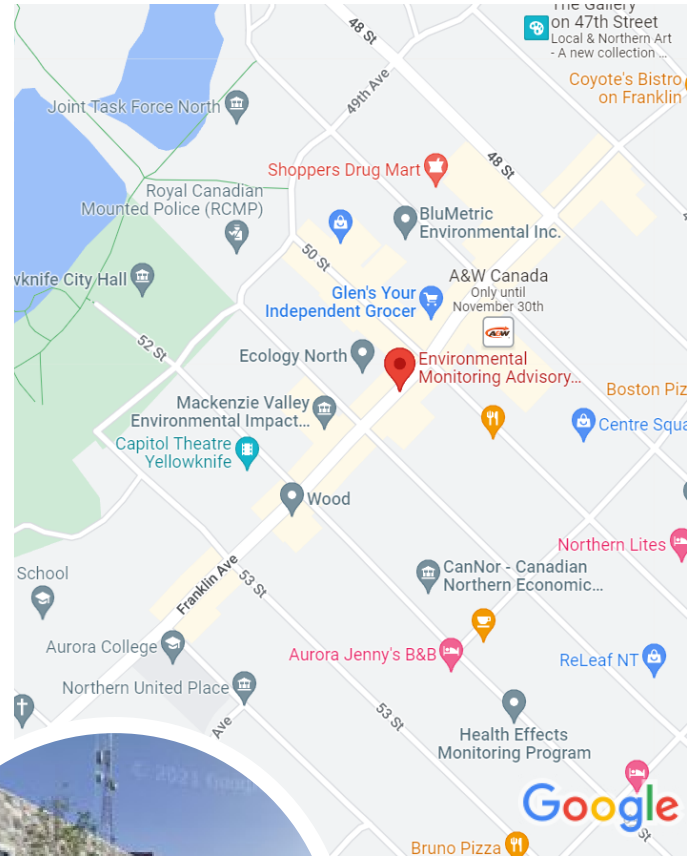 The Gallery
on 47th Street
Local & Northern Art
- A new collection ...
48 St
49th Ave
Coyote's Bistro
on Franklin
Joint Task Force North
48 St
Shoppers Drug Mart
Royal Canadian
Mounted Police (RCMP)
BluMetric
Environmental Inc.
50 St
wknife City Hall
A&W Canada
Only until
November 30th
Glen's Your
Independent Grocer
A&W
52 St
Ecology North
Environmental
Monitoring Advisory...
Boston Piz
Mackenzie Valley
Environmental Impact...
Centre Squa
Capitol Theatre
Yellowknife
Wood
Northern Lites
School
Franklin Ave
53 St
CanNor - Canadian
Northern Economic...
Aurora College
Aurora Jenny's B&B
ReLeaf NT
Northern United Place
Ave
53 St
Health Effects
Monitoring Program
© 2021 Goog
Google
St
Bruno Pizza